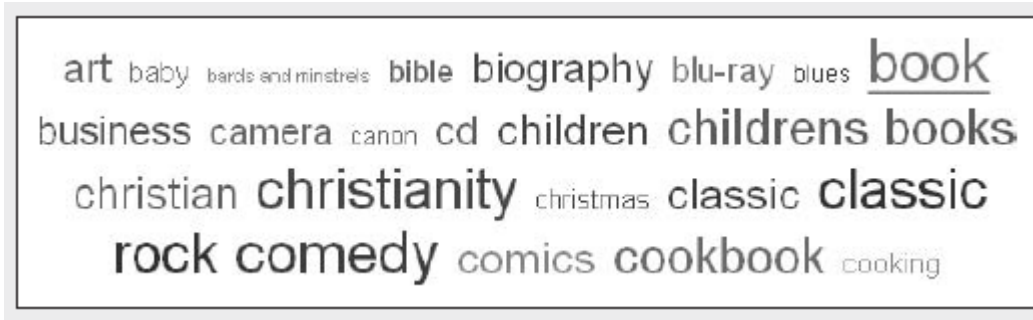 art baby bards and minstrels bible biography blu-ray blues book
business camera canon cd children childrens books
christian christianity christmas classic classic
rock comedy comics cookbook cooking